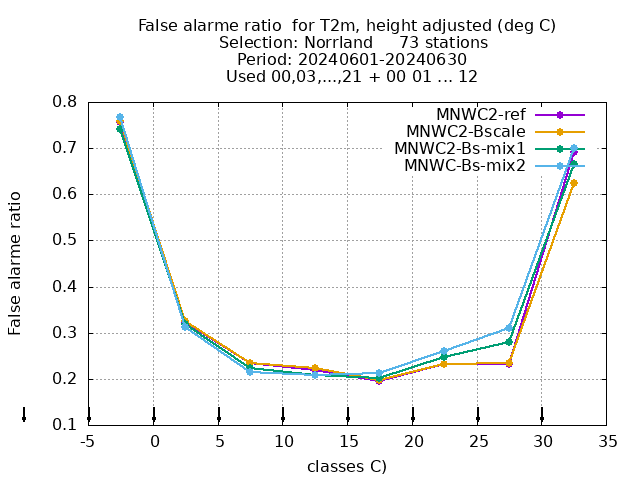 False alarme ratio  for T2m, height adjusted (deg C)
Selection: Norrland     73 stations
Period: 20240601-20240630
Used 00,03,...,21 + 00 01 ... 12
MNWC2-ref
MNWC2-Bscale
MNWC2-Bs-mix1
MNWC-Bs-mix2
False alarme ratio
0.8
0.7
0.6
0.5
0.4
0.3
0.2
0.1
-5 0 5 10 15 20 25 30 35
classes C)